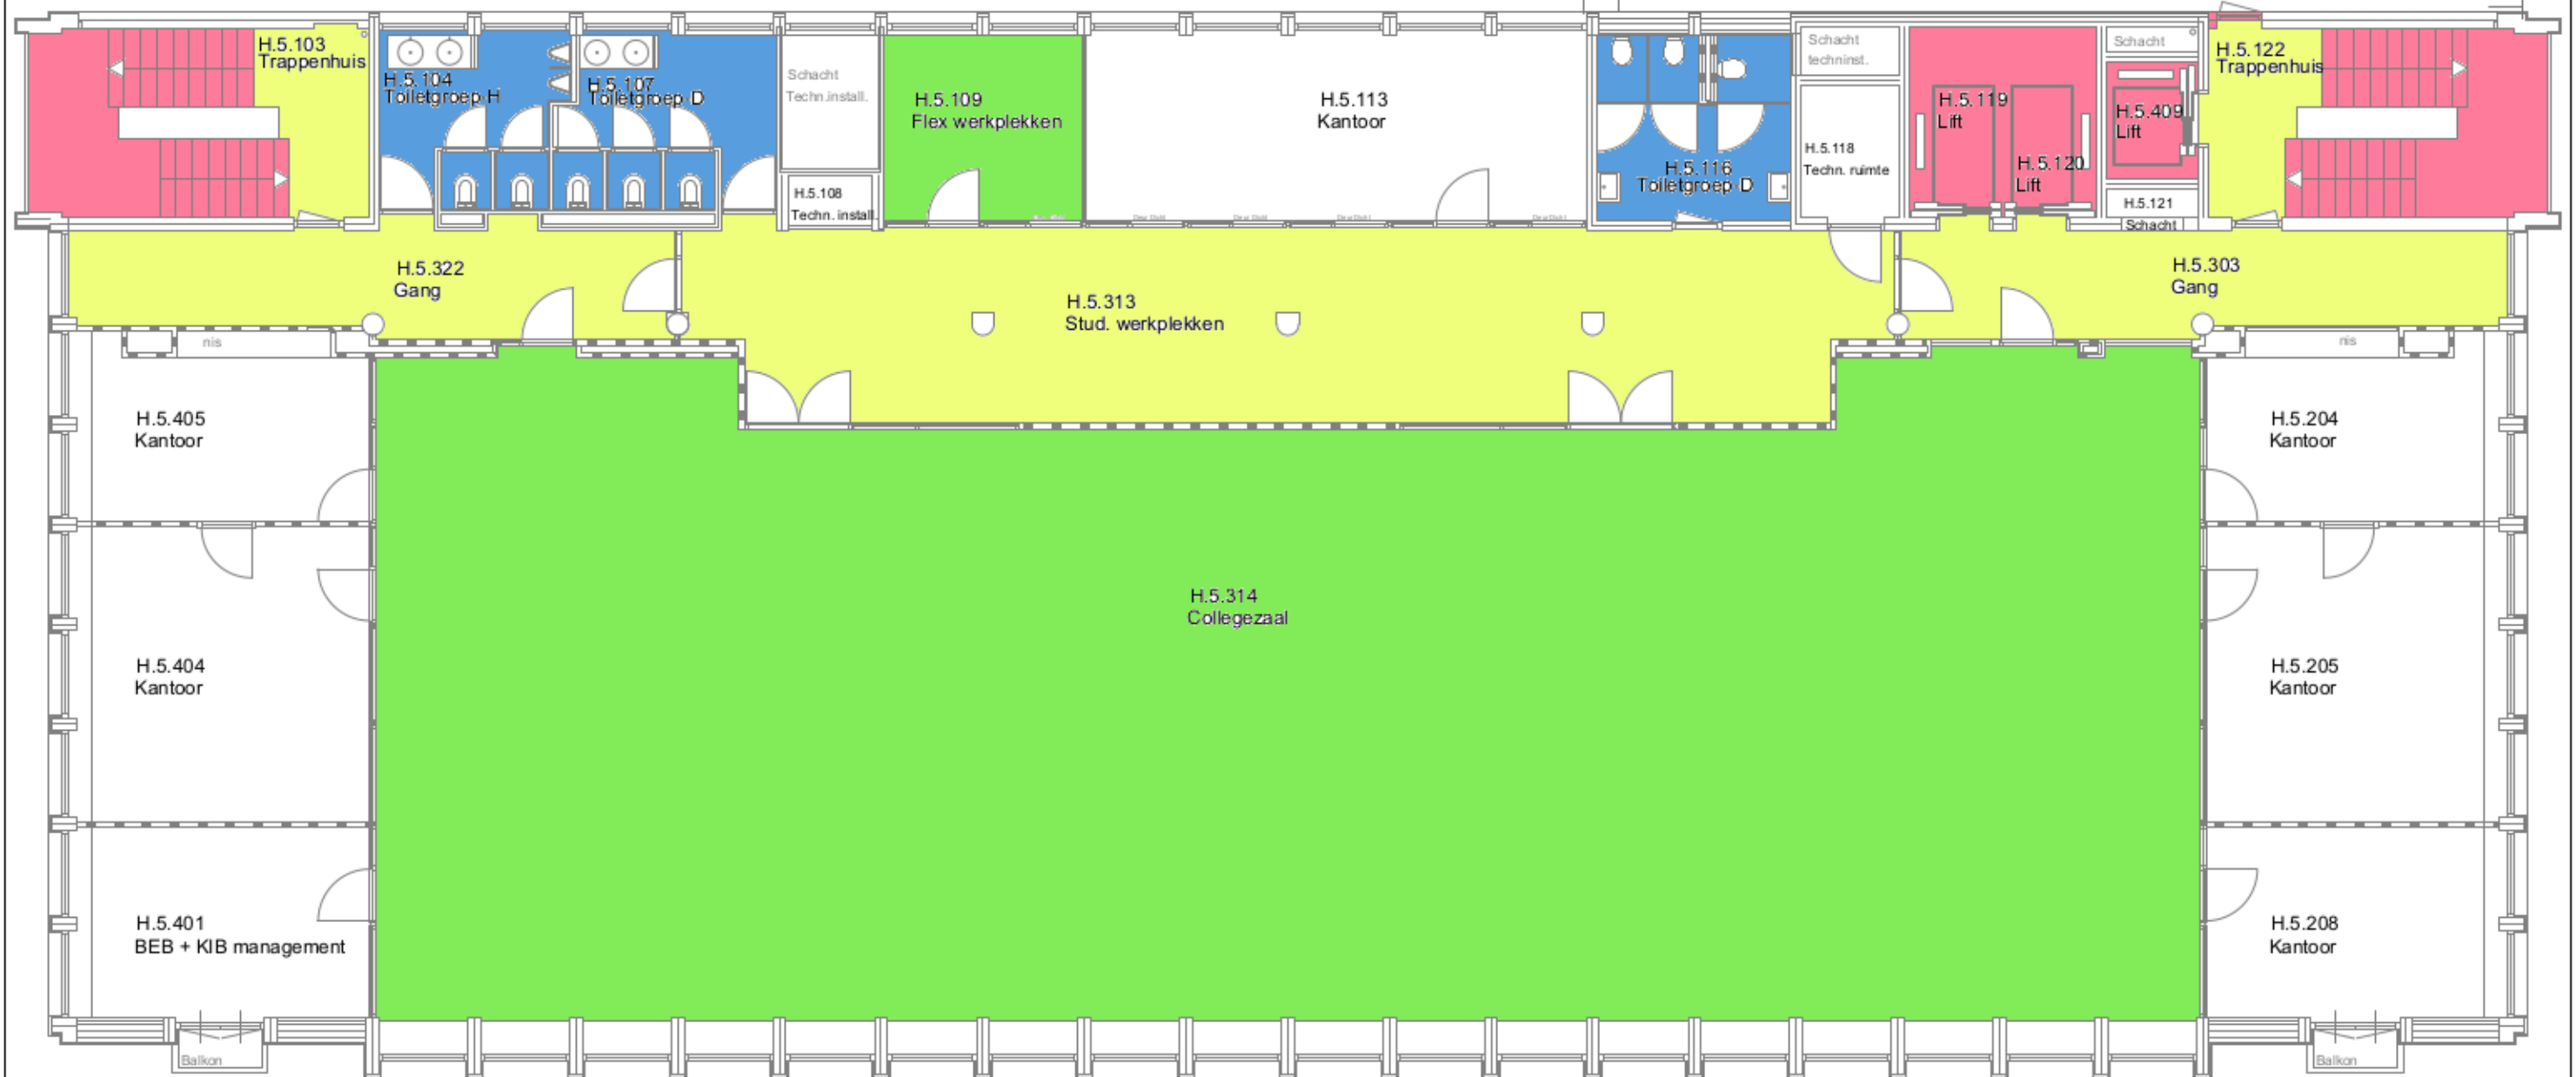 H.5.103
Trappenhuis
H.5.104
Toiletgroep H
H.5.107
Toiletgroep D
Schacht
Techn.install.
H.5.108
Techn. install.
H.5.109
Flex werkplekken
H.5.113
Kantoor
H.5.116
Toiletgroep D
Schacht
techninst.
H.5.118
Techn. ruimte
H.5.119
Lift
H.5.120
Lift
Schacht
H.5.409
Lift
H.5.121
Schacht
H.5.122
Trappenhuis
H.5.322
Gang
H.5.313
Stud. werkplekken
H.5.303
Gang
nis
nis
H.5.405
Kantoor
H.5.204
Kantoor
H.5.314
Collegezaal
H.5.404
Kantoor
H.5.205
Kantoor
H.5.401
BEB + KIB management
H.5.208
Kantoor
Balkon
Balkon